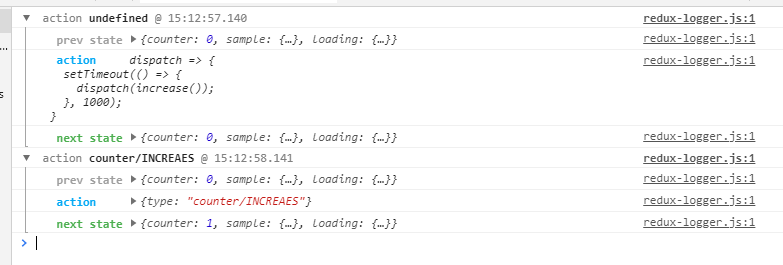 ▼ action undefined @ 15:12:57.140 redux-logger.js:1
prev state ▶{counter: 0, sample: {…}, loading: {…}} redux-logger.js:1
action dispatch => { redux-logger.js:1
setTimeout(() => {
dispatch(increase());
}, 1000);
}
next state ▶{counter: 0, sample: {…}, loading: {…}} redux-logger.js:1
▼ action counter/INCREAES @ 15:12:58.141 redux-logger.js:1
prev state ▶{counter: 0, sample: {…}, loading: {…}} redux-logger.js:1
action ▶{type: "counter/INCREAES"} redux-logger.js:1
next state ▶{counter: 1, sample: {…}, loading: {…}} redux-logger.js:1
>